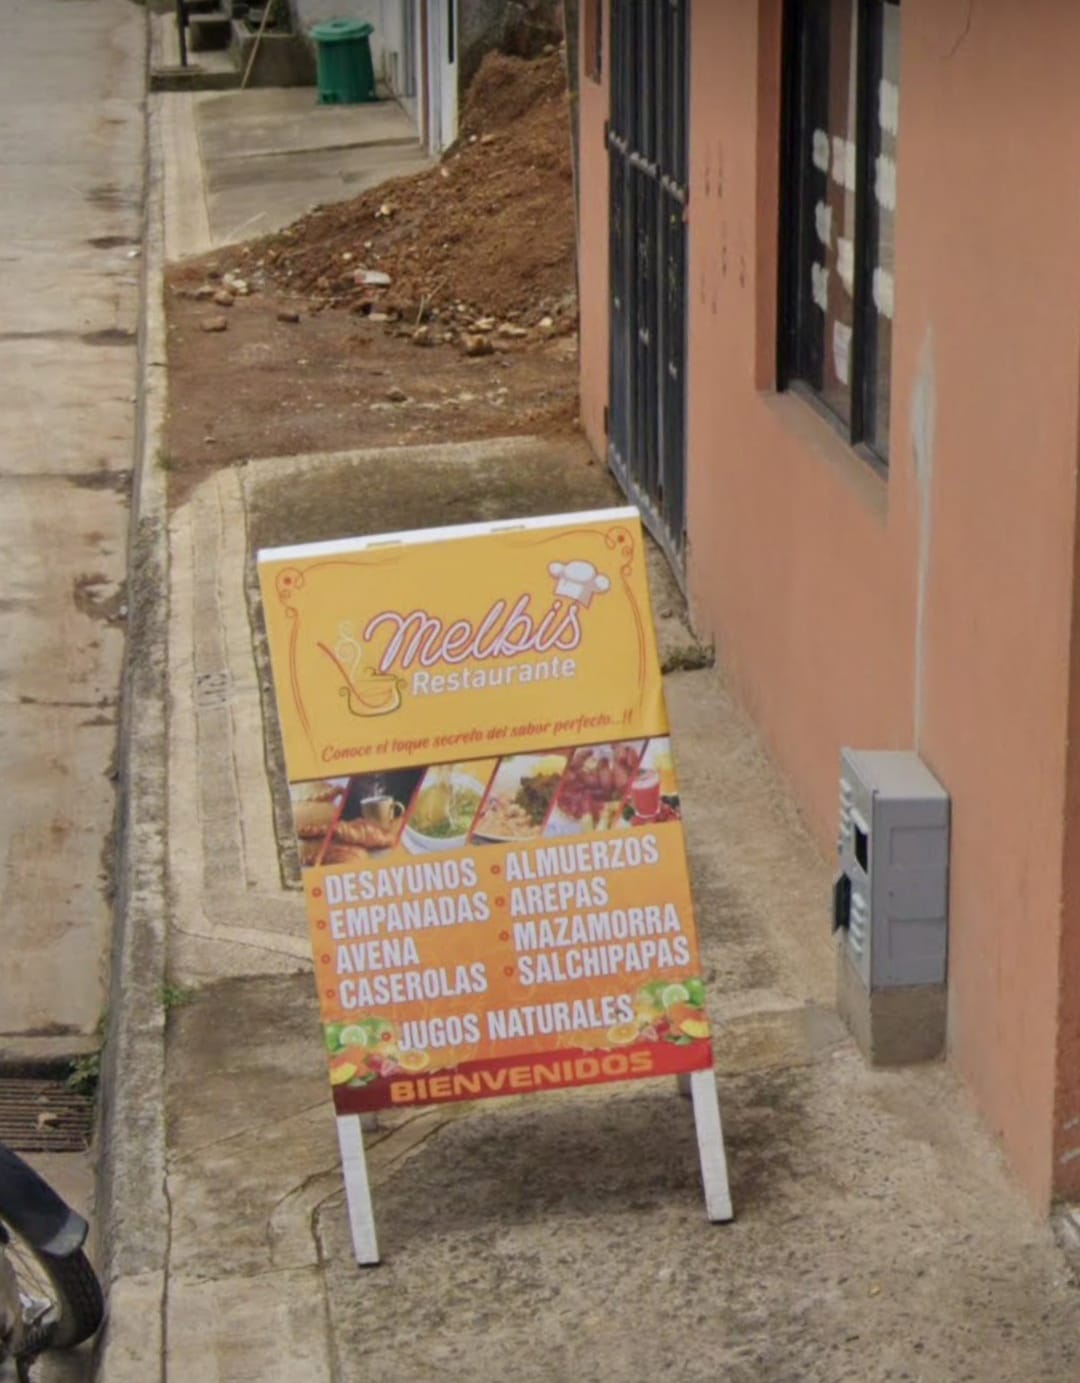 Melbis
Restaurante
Conoce el toque secreto del sabor perfecto...!!
DESAYUNOS
EMPANADAS
AVENA
CASEROLAS
ALMUERZOS
AREPAS
MAZAMORRA
SALCHIPAPAS
JUGOS NATURALES
BIENVENIDOS